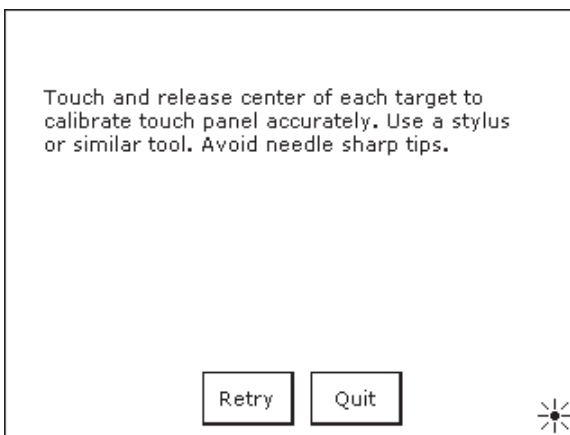 Touch and release center of each target to
calibrate touch panel accurately. Use a stylus
or similar tool. Avoid needle sharp tips.
Retry Quit